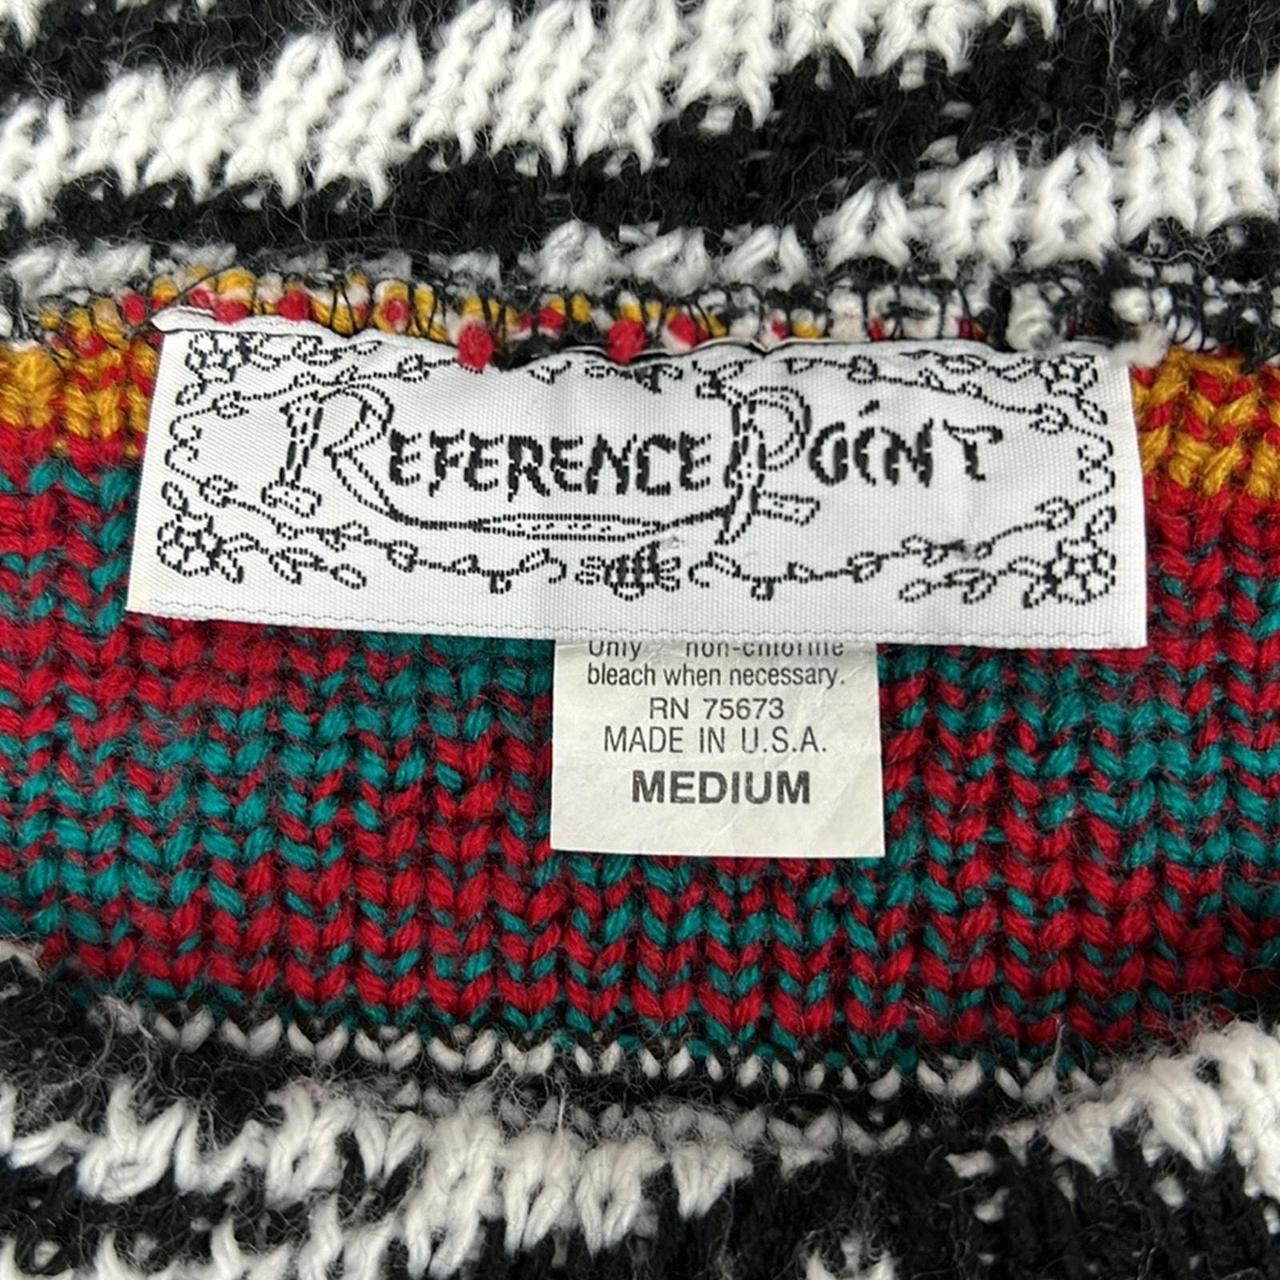 REFERENCE POINT
Only non-chlorine
bleach when necessary.
RN 75673
MADE IN U.S.A.
MEDIUM